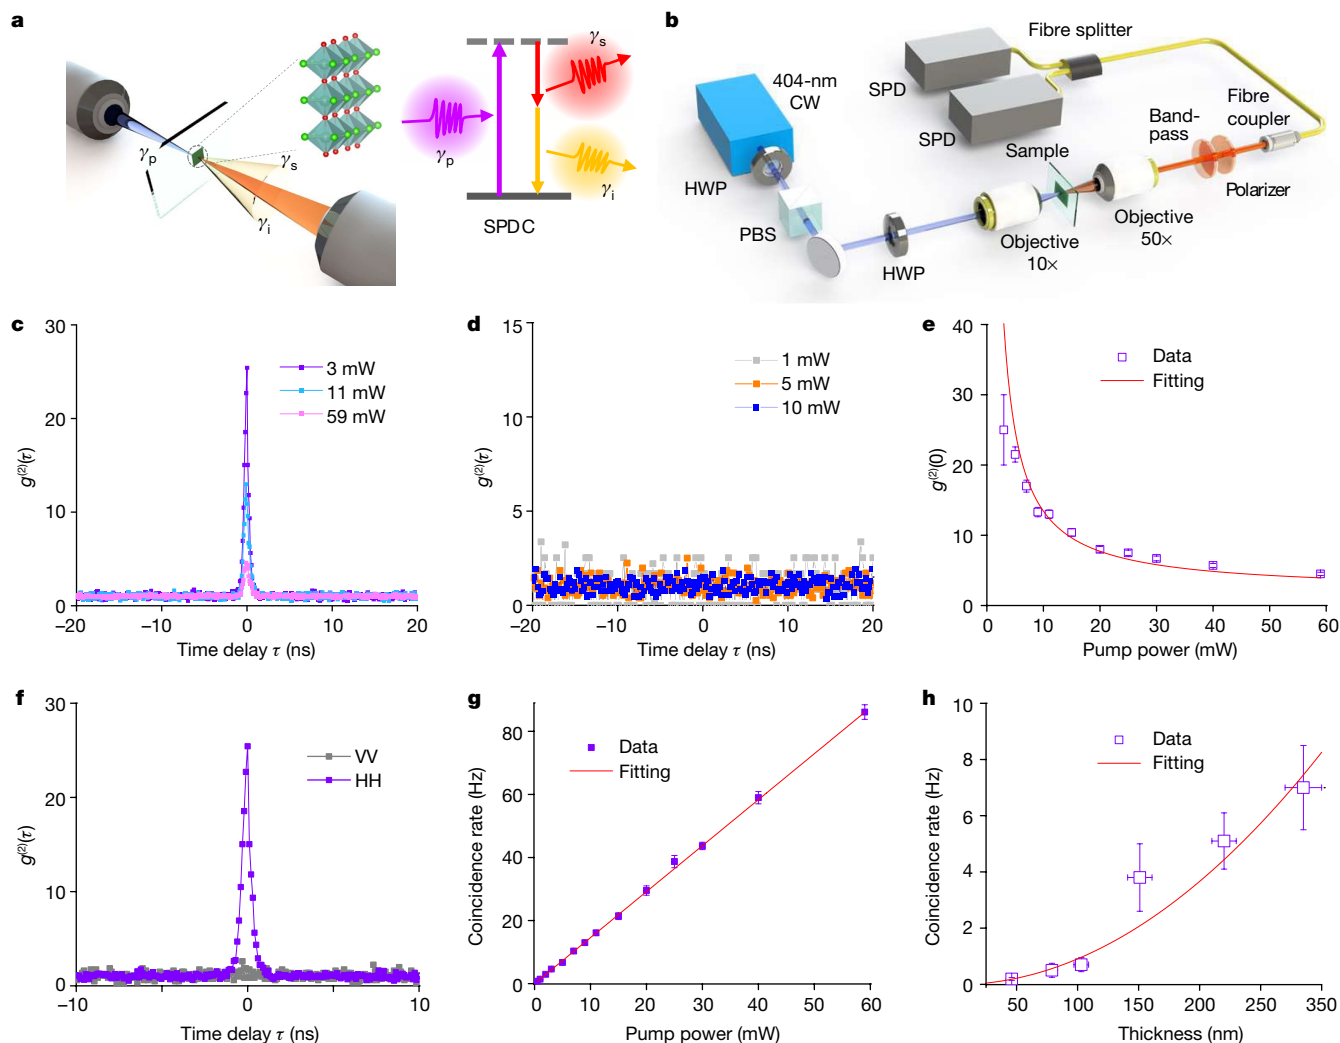 a
γp
γs
γi
γp
γs
γi
SPDC
b
Fibre splitter
404-nm
CW
SPD
SPD
Fibre
coupler
Band-
pass
Sample
HWP
Polarizer
PBS
Objective
50×
Objective
10×
HWP
c
g(2)(τ)
30
20
10
0
3 mW
11 mW
59 mW
−20 −10 0 10 20
Time delay τ (ns)
d
g(2)(τ)
15
10
5
0
1 mW
5 mW
10 mW
−20 −10 0 10 20
Time delay τ (ns)
e
g(2)(0)
40
30
20
10
0
Data
Fitting
0 10 20 30 40 50 60
Pump power (mW)
f
g(2)(τ)
30
20
10
0
VV
HH
−10 0 10
Time delay τ (ns)
g
Coincidence rate (Hz)
80
60
40
20
0
Data
Fitting
0 10 20 30 40 50 60
Pump power (mW)
h
Coincidence rate (Hz)
10
8
6
4
2
0
Data
Fitting
50 100 150 200 250 300 350
Thickness (nm)